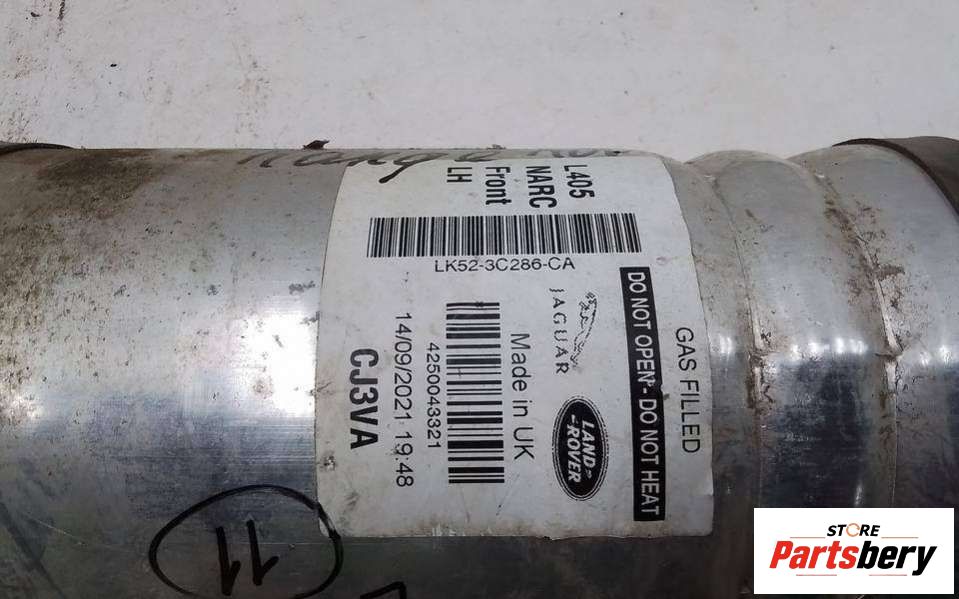 L405
NARC
Front
LH
LK52-3C286-CA
GAS FILLED
DO NOT OPEN - DO NOT HEAT
JAGUAR
LAND
ROVER
Made in UK
4250043321
14/09/2021 19:48
CJ3VA
11
STORE
Partsbery